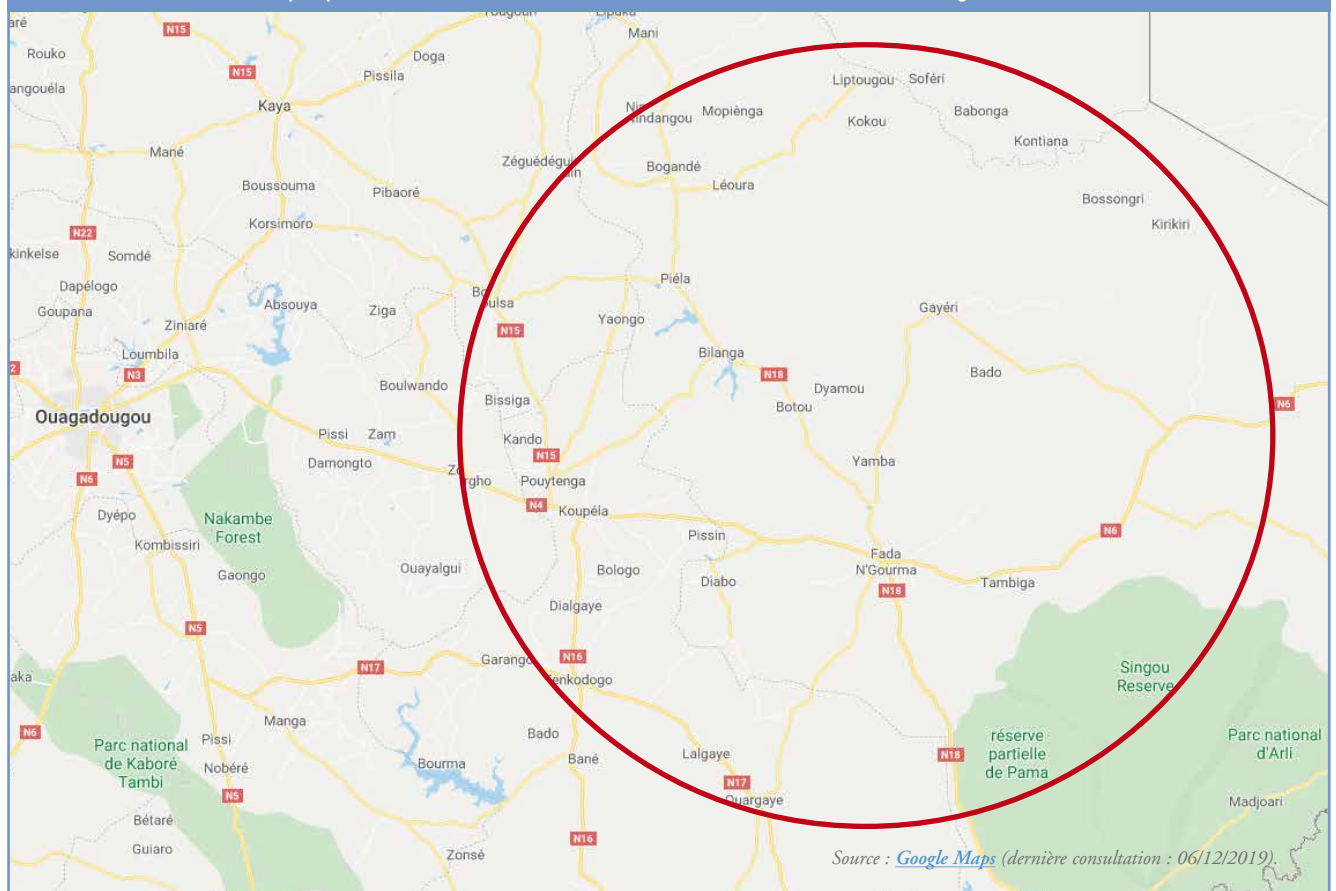 Mani
N15
Rouko
Doga
N15
Pissila
Liptougou
Soféri
angouéla
Kaya
Mopiènga
Babonga
Kokou
Kontiana
Mané
Bogandé
Boussouma
Pibaoré
Léoura
Bossongri
Korsimoro
Kirikiri
N22
kinkelse
Somdé
Piéla
Dapélogo
Absouya
Ziga
Gayéri
Goupana
Ziniaré
Yaongo
N15
Loumbila
Bilanga
N3
N18
Bado
Boulwando
Dyamou
Bissiga
Botou
N6
Ouagadougou
Pissi
Zam
Kando
N15
Damongto
Yamba
N5
N6
Pouytenga
N4
Koupéla
Dyépo
Nakambe
Forest
Pissin
N6
Kombissiri
Fada
N'Gourma
Gaongo
Ouayalgui
Bologo
Diabo
Tambiga
N18
Dialgaye
N5
N17
Garango
N16
Singou
Reserve
aka
Tenkodogo
Manga
N6
Parc national
de Kaboré
Tambi
Pissi
Bado
réserve
partielle
de Pama
Parc national
d'Arli
Nobéré
Bourma
Bané
Lalgaye
N18
N17
N5
Ouargaye
Madjoari
Bétaré
Guiaro
Zonsé
N16
Source : Google Maps (dernière consultation : 06/12/2019).